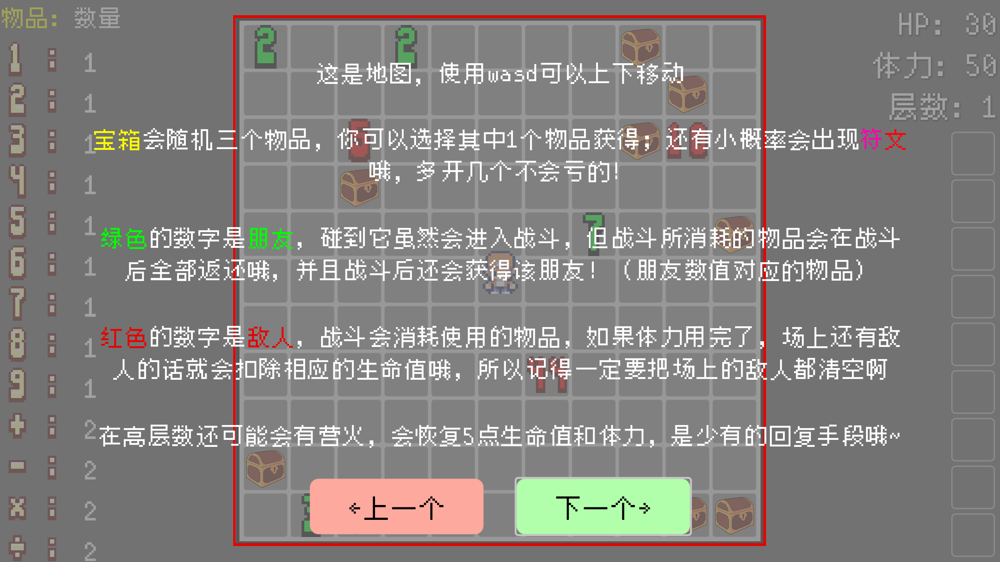 物品: 数量
HP: 30
体力: 50
层数: 1
1 : 1
2 : 1
3 : 1
4 : 1
5 : 1
6 : 1
7 : 1
8 : 1
9 : 1
+ : 2
- : 2
x : 2
÷ : 2
2
2
10
7
44
这是地图，使用wasd可以上下移动
宝箱会随机三个物品，你可以选择其中1个物品获得；还有小概率会出现符文
哦，多开几个不会亏的!
绿色的数字是朋友，碰到它虽然会进入战斗，但战斗所消耗的物品会在战斗
后全部返还哦，并且战斗后还会获得该朋友！（朋友数值对应的物品）
红色的数字是敌人，战斗会消耗使用的物品，如果体力用完了，场上还有敌
人的话就会扣除相应的生命值哦，所以记得一定要把场上的敌人都清空啊
在高层数还可能会有营火，会恢复5点生命值和体力，是少有的回复手段哦~
←上一个
下一个→